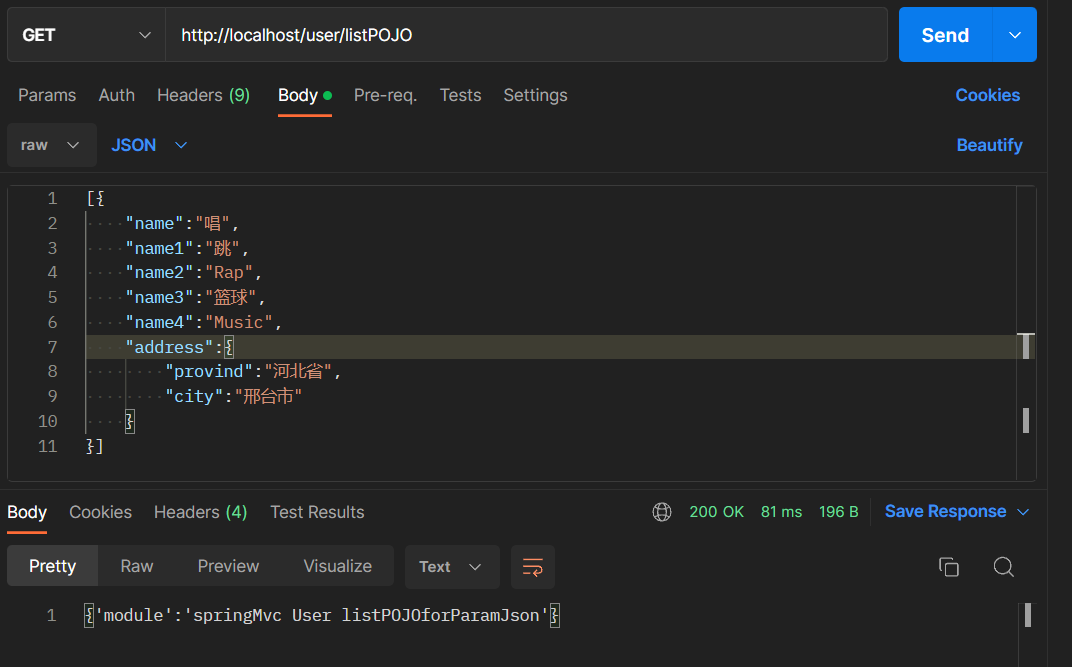 GET http://localhost/user/listPOJO Send
Params Auth Headers (9) Body Pre-req. Tests Settings Cookies
raw JSON Beautify
1 [{
2 "name":"唱",
3 "name1":"跳",
4 "name2":"Rap",
5 "name3":"篮球",
6 "name4":"Music",
7 "address":{
8 "provind":"河北省",
9 "city":"邢台市"
10 }
11 }]
Body Cookies Headers (4) Test Results 200 OK 81 ms 196 B Save Response
Pretty Raw Preview Visualize Text
1 {'module':'springMvc User listPOJOforParamJson'}